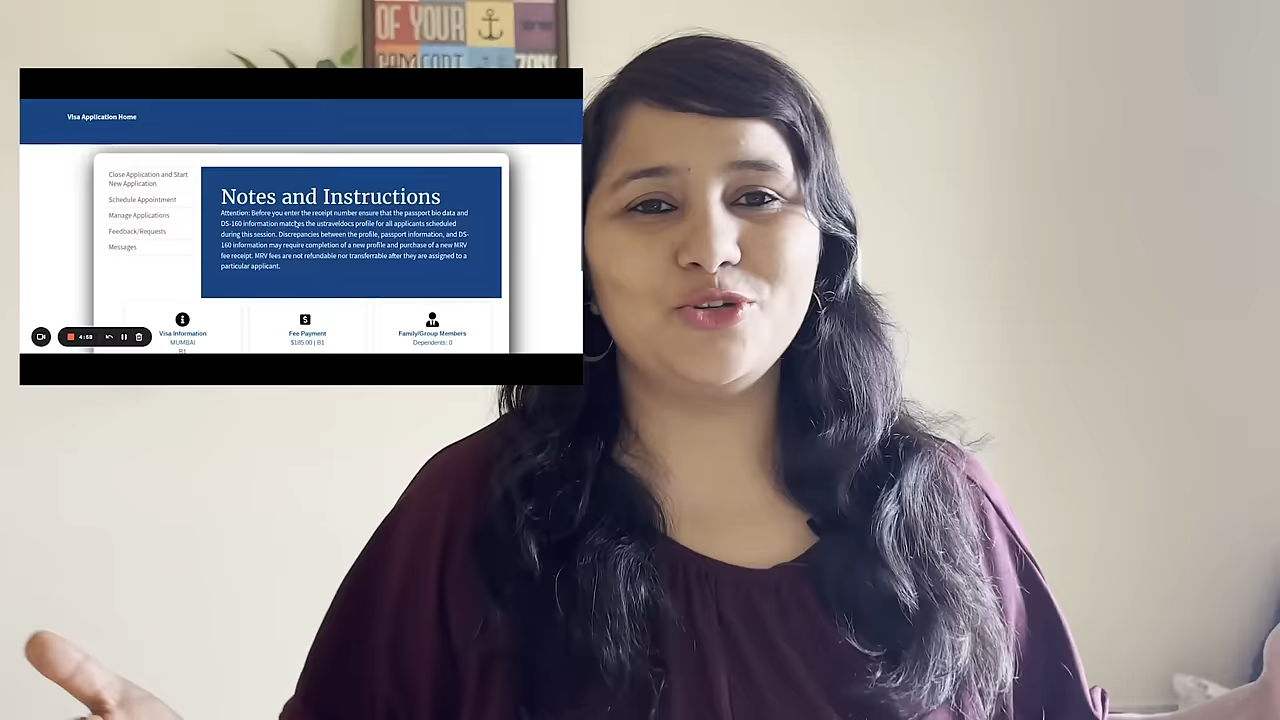 OF YOUR
COMFORT ZONE
Visa Application Home
Close Application and Start
New Application
Schedule Appointment
Manage Applications
Feedback/Requests
Messages
Notes and Instructions
Attention: Before you enter the receipt number ensure that the passport bio data and
DS-160 information matches the ustraveldocs profile for all applicants scheduled
during this session. Discrepancies between the profile, passport information, and DS-
160 information may require completion of a new profile and purchase of a new MRV
fee receipt. MRV fees are not refundable nor transferrable after they are assigned to a
particular applicant.
Visa Information
MUMBAI
B1
Fee Payment
$185.00 | B1
Family/Group Members
Dependents: 0
4:58